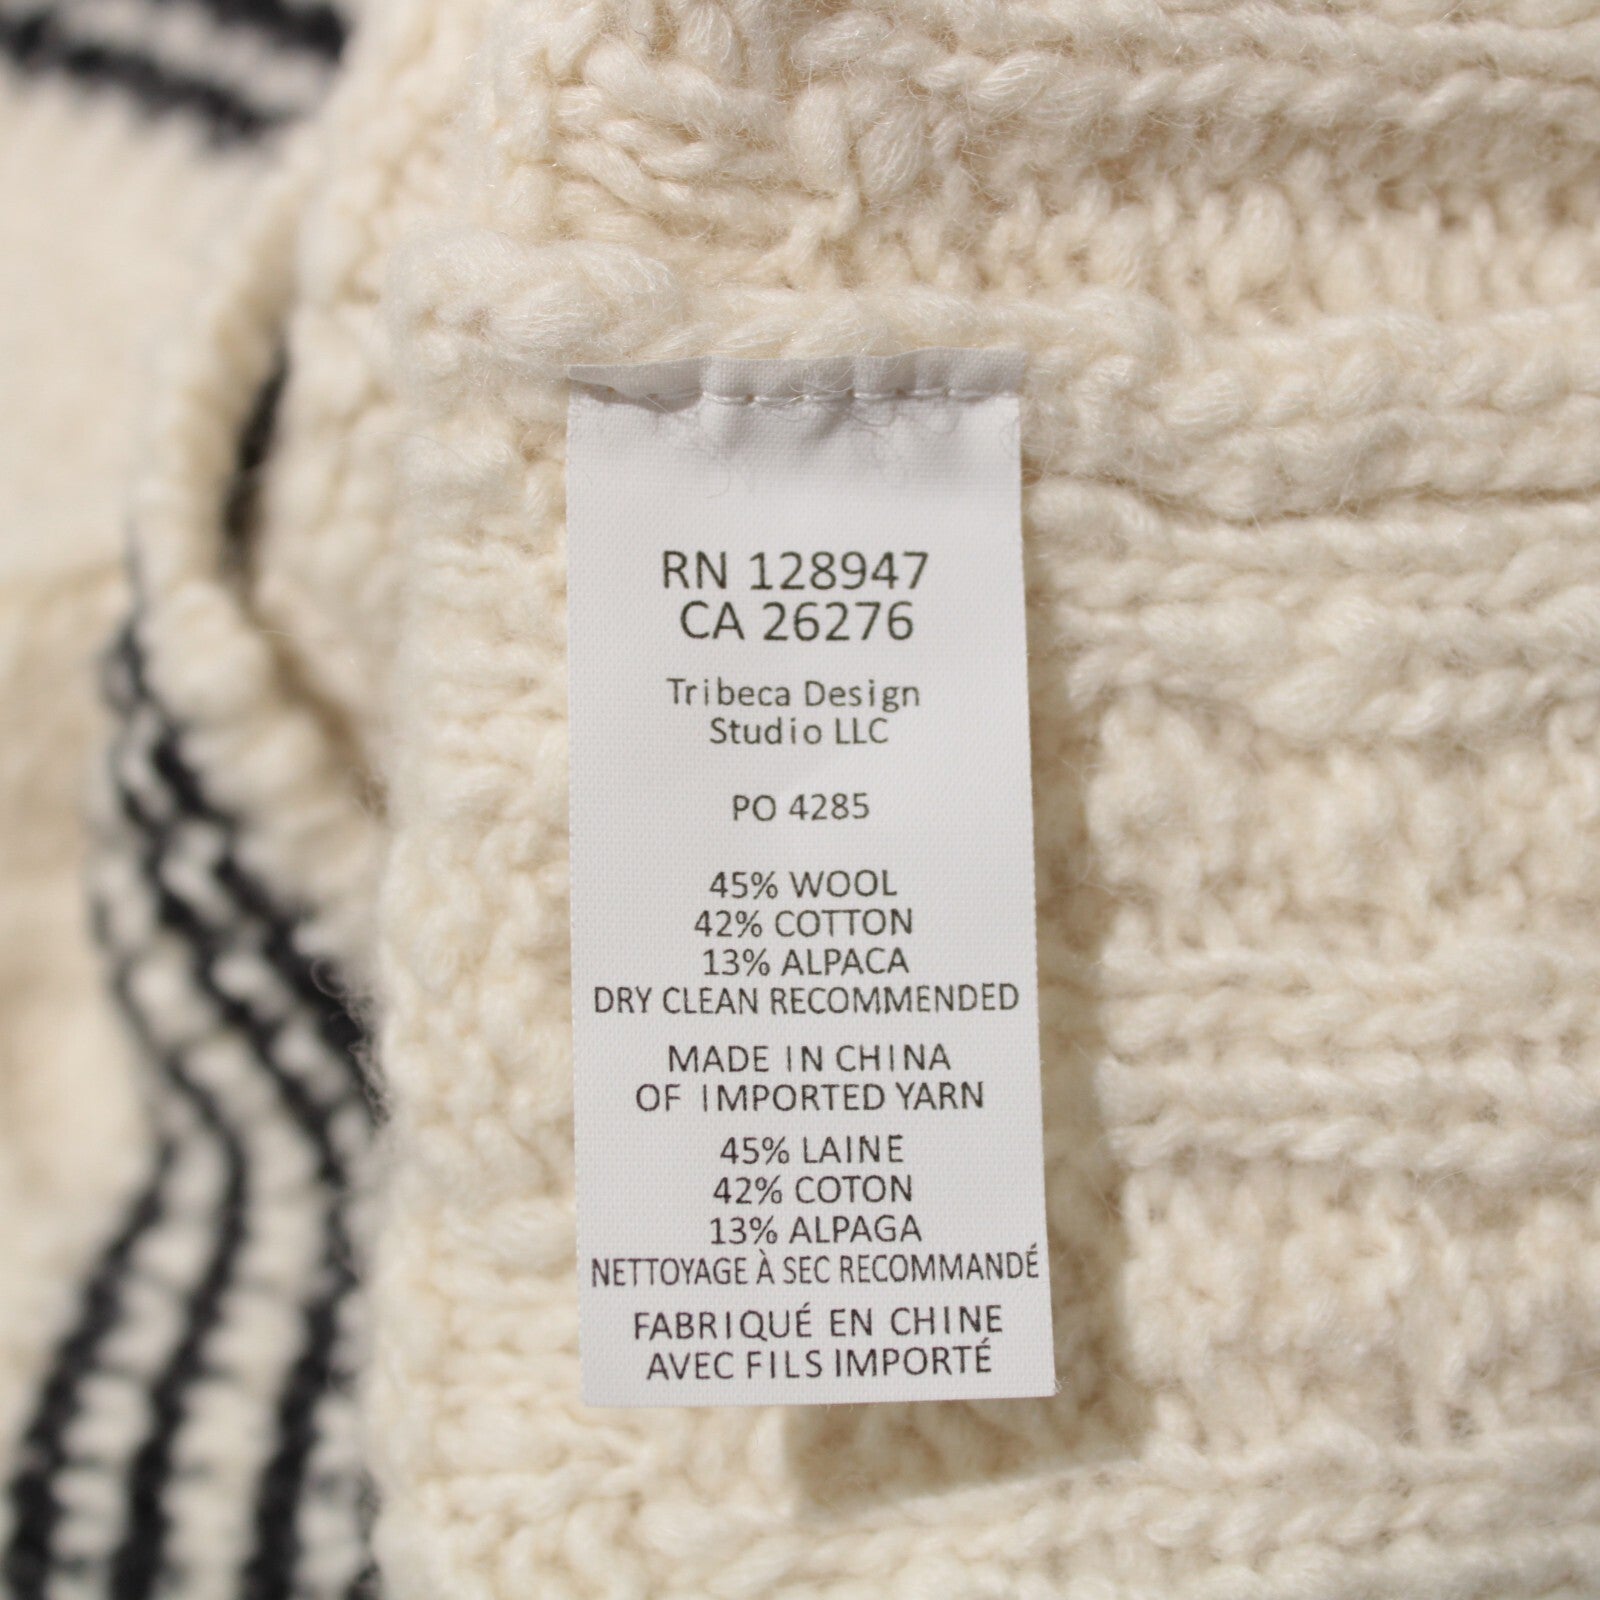 RN 128947
CA 26276
Tribeca Design
Studio LLC
PO 4285
45% WOOL
42% COTTON
13% ALPACA
DRY CLEAN RECOMMENDED
MADE IN CHINA
OF IMPORTED YARN
45% LAINE
42% COTON
13% ALPAGA
NETTOYAGE À SEC RECOMMANDÉ
FABRIQUÉ EN CHINE
AVEC FILS IMPORTÉ